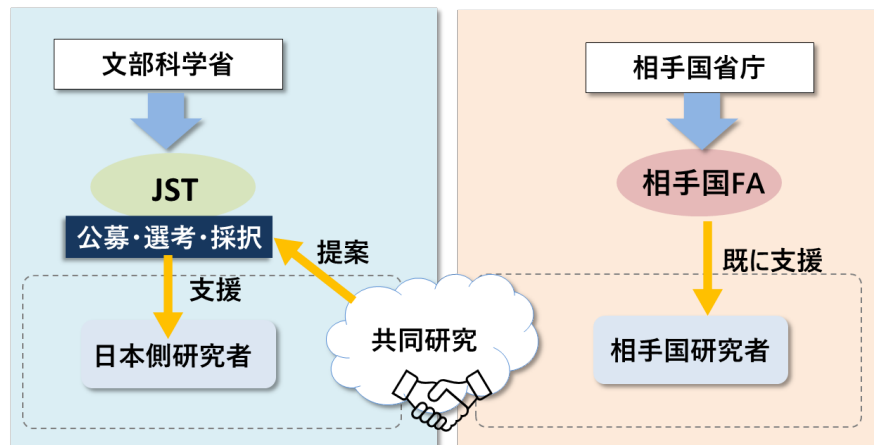 文部科学省
JST
公募・選考・採択
提案
支援
日本側研究者
共同研究
相手国省庁
相手国FA
既に支援
相手国研究者